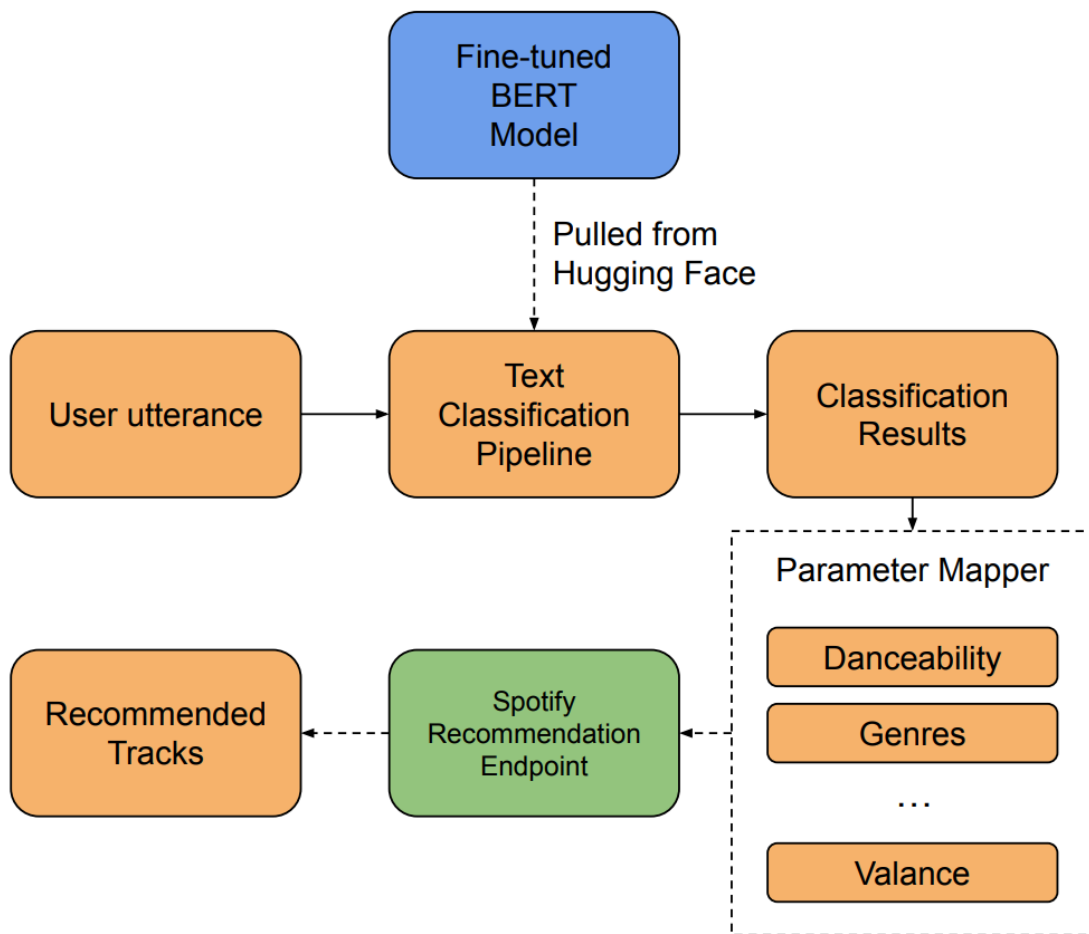 Fine-tuned
BERT
Model
Pulled from
Hugging Face
User utterance
Text
Classification
Pipeline
Classification
Results
Parameter Mapper
Danceability
Genres
...
Valance
Spotify
Recommendation
Endpoint
Recommended
Tracks